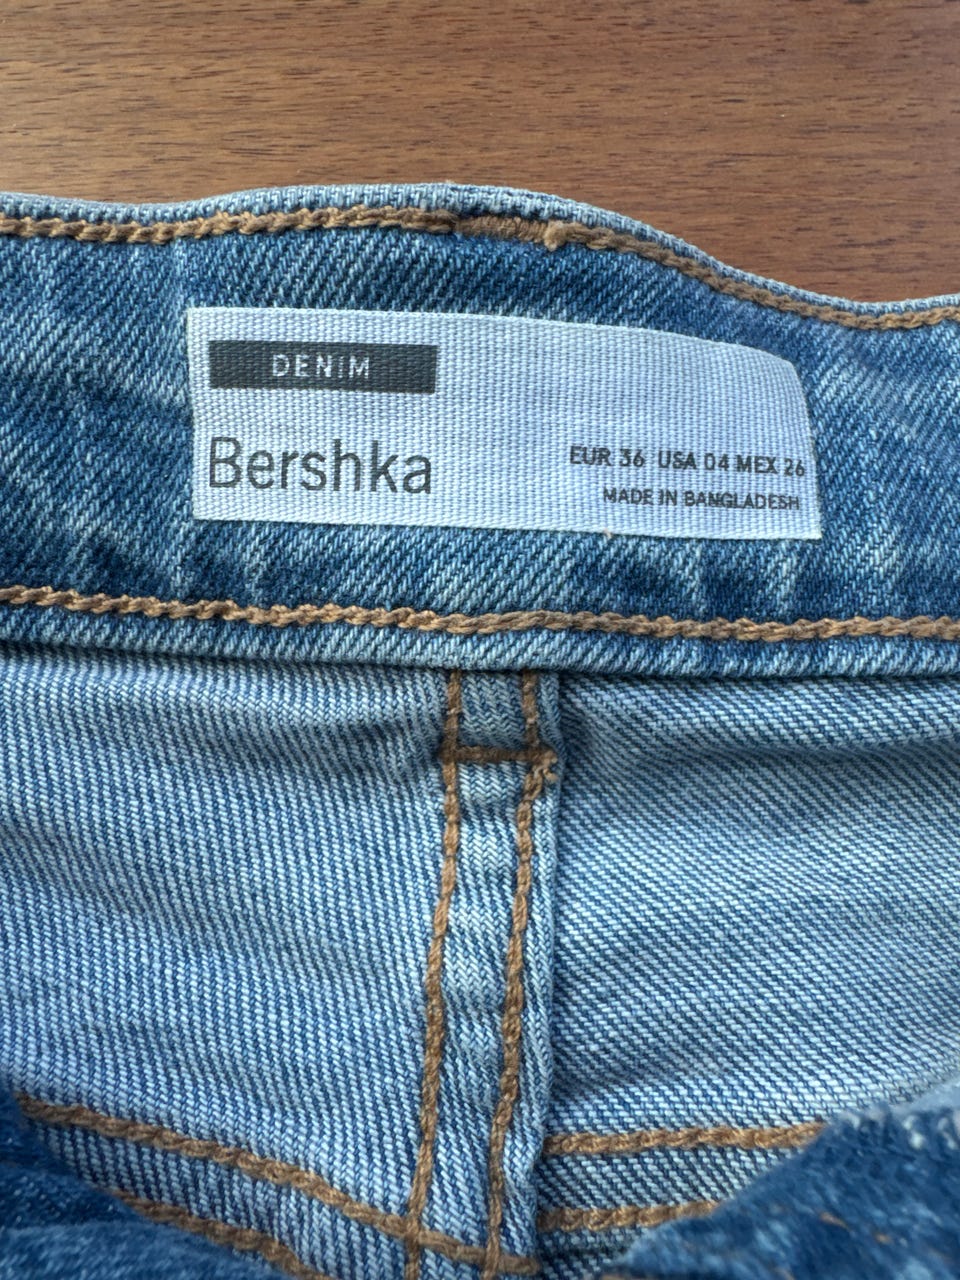 DENIM
Bershka
EUR 36 USA 04 MEX 26
MADE IN BANGLADESH